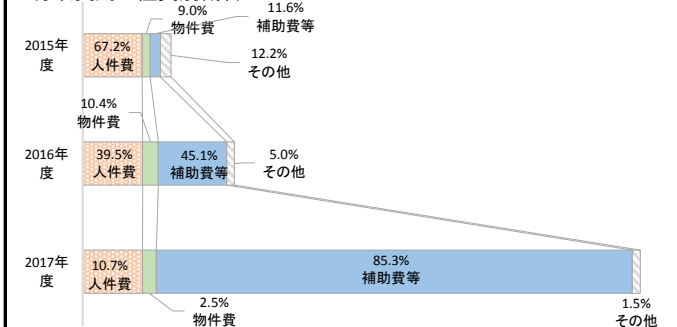 9.0%
物件費
11.6%
補助費等
2015年
度
67.2%
人件費
12.2%
その他
10.4%
物件費
2016年
度
39.5%
人件費
45.1%
補助費等
5.0%
その他
2017年
度
10.7%
人件費
85.3%
補助費等
2.5%
物件費
1.5%
その他